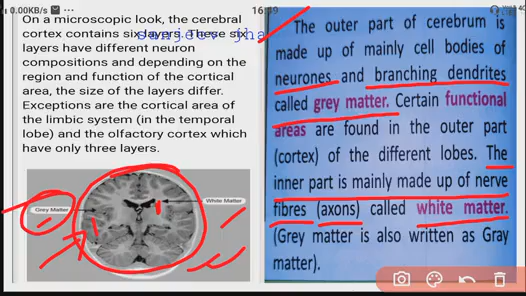 0.00KB/s
16:59
On a microscopic look, the cerebral
cortex contains six layers. These six
layers have different neuron
compositions and depending on the
region and function of the cortical
area, the size of the layers differ.
Exceptions are the cortical area of
the limbic system (in the temporal
lobe) and the olfactory cortex which
have only three layers.
sanjeev jha
Grey Matter
White Matter
The outer part of cerebrum is
made up of mainly cell bodies of
neurones and branching dendrites
called grey matter. Certain functional
areas are found in the outer part
(cortex) of the different lobes. The
inner part is mainly made up of nerve
fibres (axons) called white matter.
(Grey matter is also written as Gray
matter).